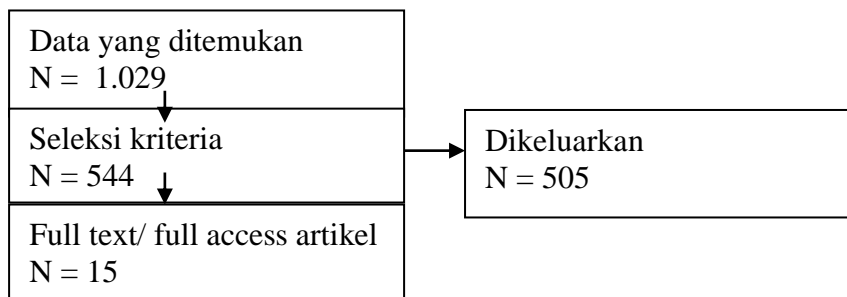 Data yang ditemukan
N = 1.029
Seleksi kriteria
N = 544
Dikeluarkan
N = 505
Full text/ full access artikel
N = 15